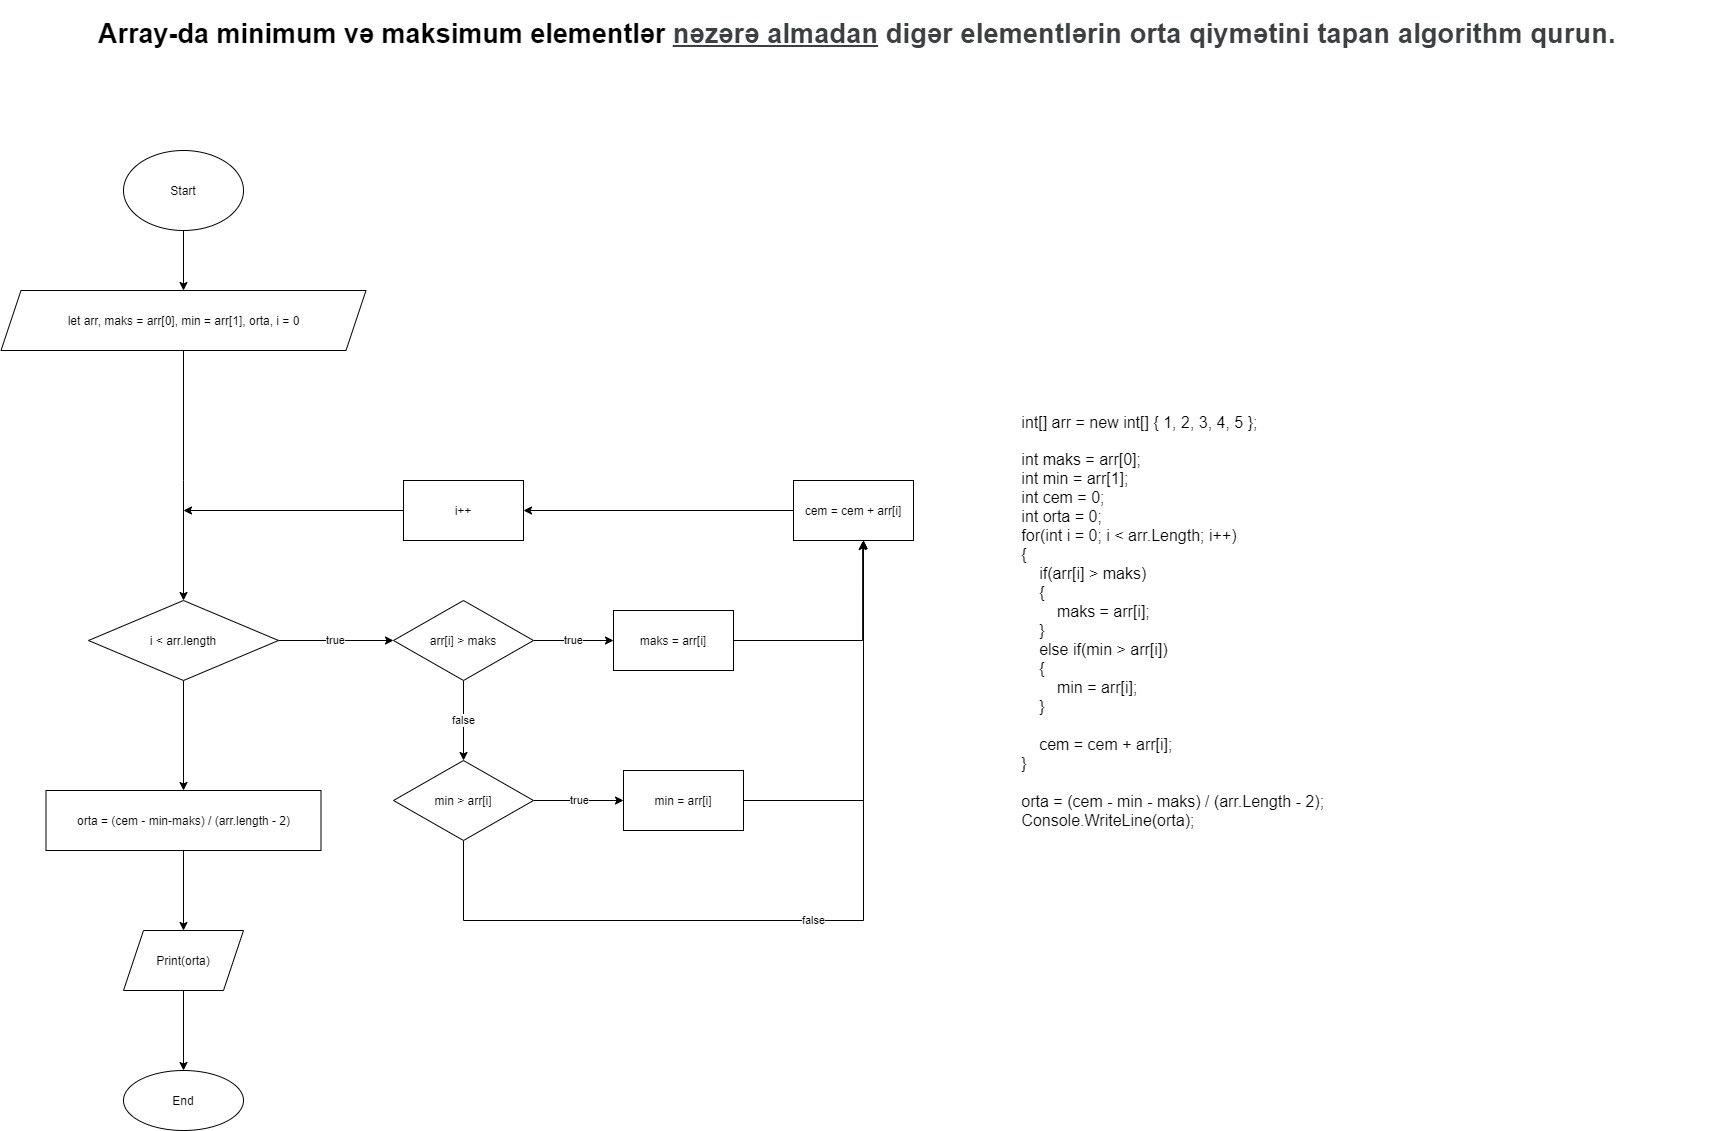 Array-da minimum və maksimum elementlər nəzərə almadan digər elementlərin orta qiymətini tapan algorithm qurun.
Start
let arr, maks = arr[0], min = arr[1], orta, i = 0
i++
cem = cem + arr[i]
i < arr.length
true
arr[i] > maks
true
maks = arr[i]
false
min > arr[i]
true
min = arr[i]
false
orta = (cem - min-maks) / (arr.length - 2)
Print(orta)
End
int[] arr = new int[] { 1, 2, 3, 4, 5 };
int maks = arr[0];
int min = arr[1];
int cem = 0;
int orta = 0;
for(int i = 0; i < arr.Length; i++)
{
if(arr[i] > maks)
{
maks = arr[i];
}
else if(min > arr[i])
{
min = arr[i];
}
cem = cem + arr[i];
}
orta = (cem - min - maks) / (arr.Length - 2);
Console.WriteLine(orta);